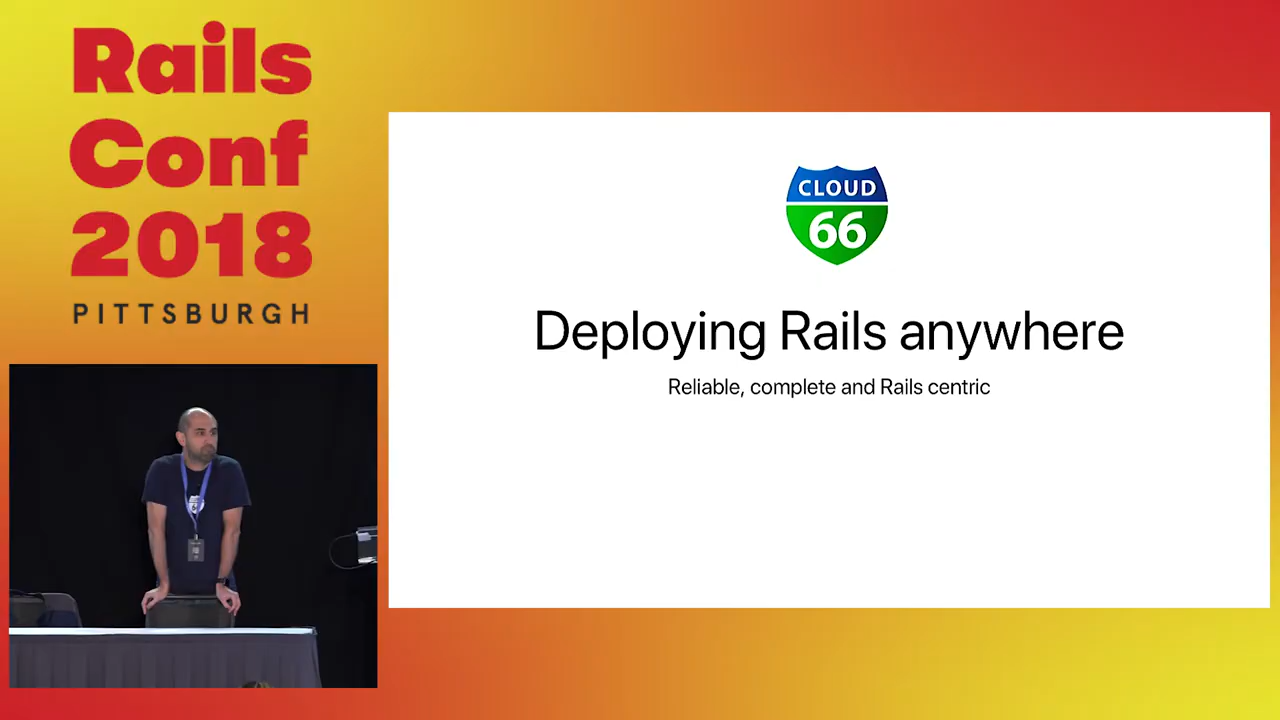 Rails
Conf
2018
PITTSBURGH
CLOUD
66
Deploying Rails anywhere
Reliable, complete and Rails centric